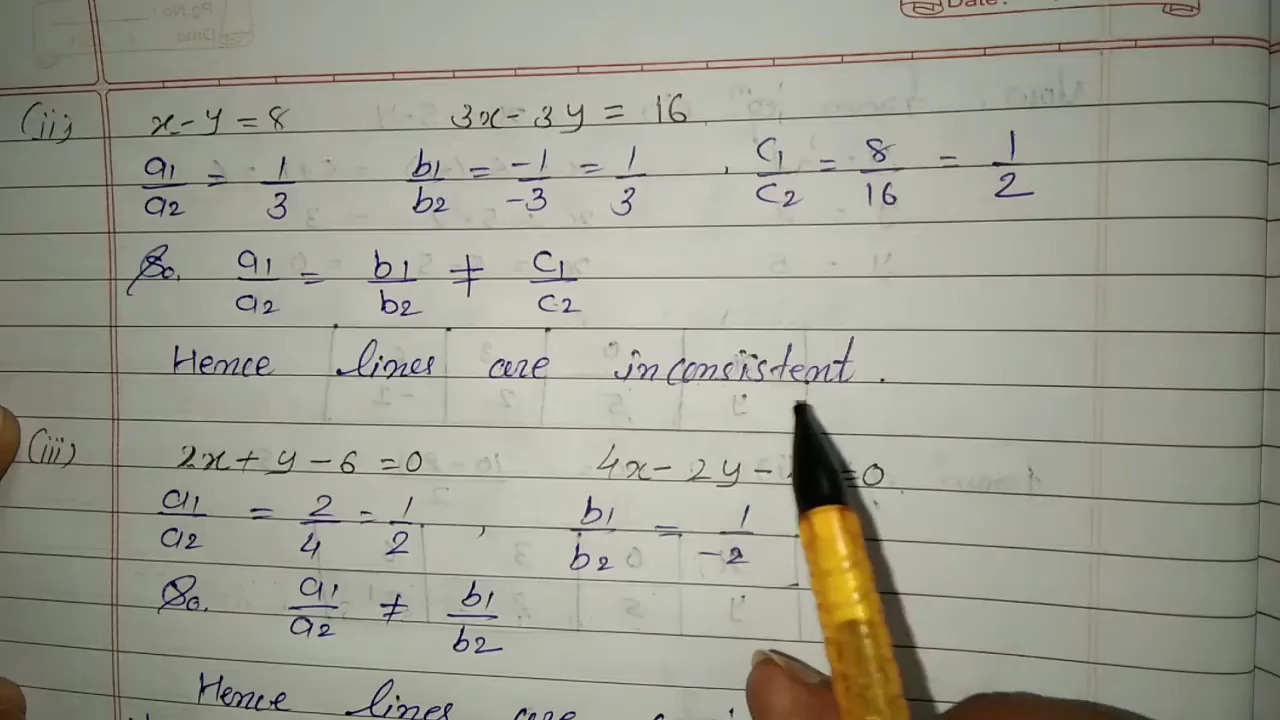 Date:
(ii) x - y = 8 3x - 3y = 16
a1/a2 = 1/3 b1/b2 = -1/-3 = 1/3 , c1/c2 = 8/16 = 1/2
So. a1/a2 = b1/b2 ≠ c1/c2
Hence lines are inconsistent.
(iii) 2x + y - 6 = 0 4x - 2y - = 0
a1/a2 = 2/4 = 1/2 , b1/b2 = 1/-2
So. a1/a2 ≠ b1/b2
Hence lines are